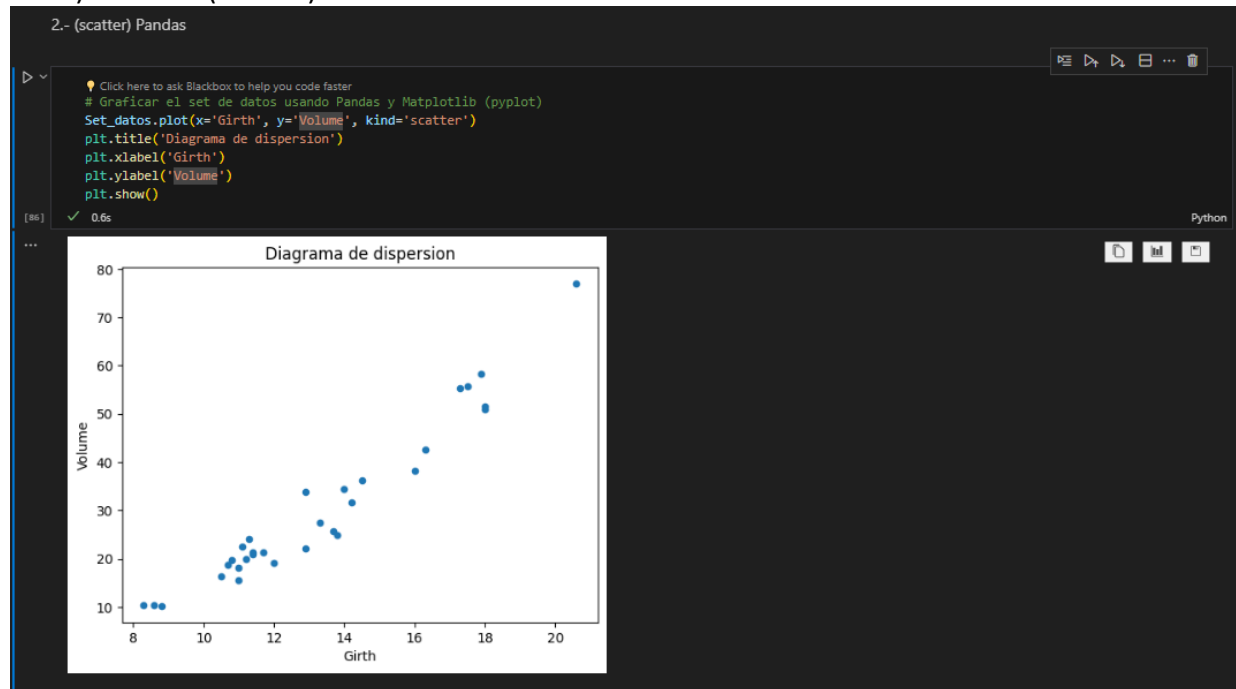 2.- (scatter) Pandas
Click here to ask Blackbox to help you code faster
# Graficar el set de datos usando Pandas y Matplotlib (pyplot)
Set_datos.plot(x='Girth', y='Volume', kind='scatter')
plt.title('Diagrama de dispersion')
plt.xlabel('Girth')
plt.ylabel('Volume')
plt.show()
[86]
0.6s
Python
...
Diagrama de dispersion
80
70
60
50
40
30
20
10
Volume
8 10 12 14 16 18 20
Girth